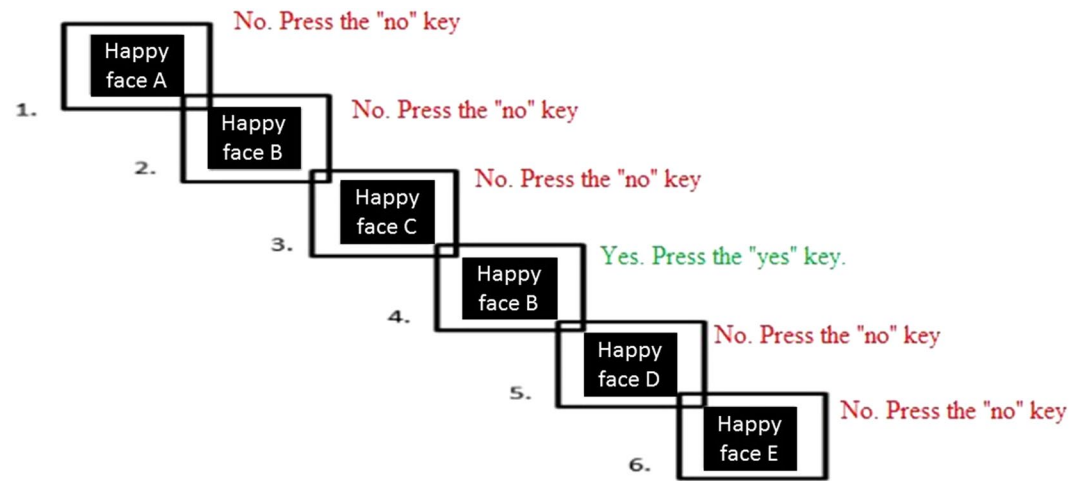 No. Press the "no" key
Happy
face A
1.
No. Press the "no" key
Happy
face B
2.
No. Press the "no" key
Happy
face C
3.
Yes. Press the "yes" key.
Happy
face B
4.
No. Press the "no" key
Happy
face D
5.
No. Press the "no" key
Happy
face E
6.